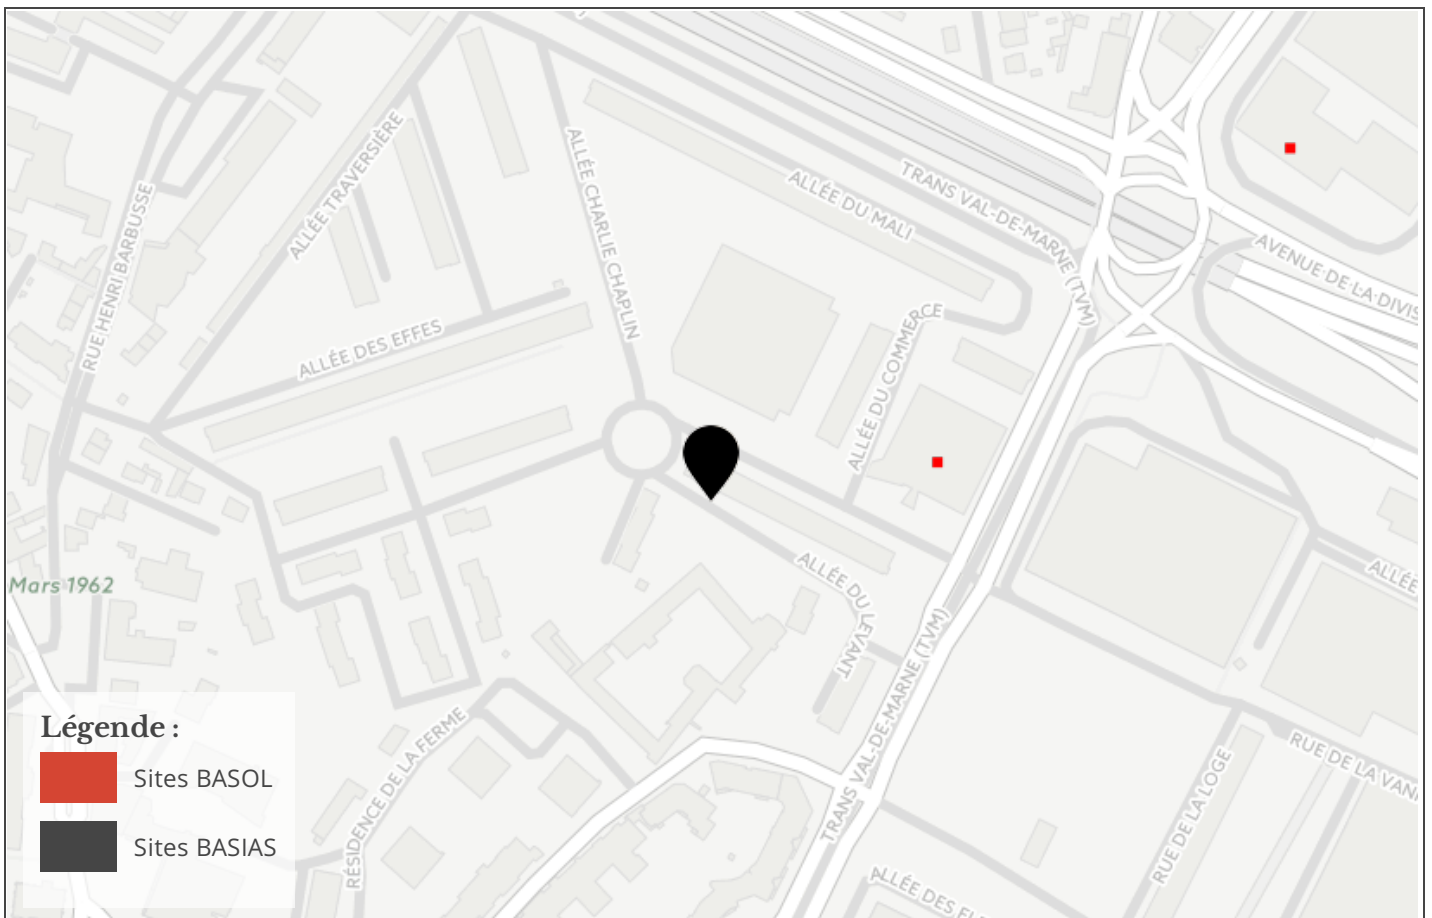 ALLÉE TRAVERSIÈRE
ALLÉE CHARLIE CHAPLIN
TRANS VAL-DE-MARNE (TVM)
ALLÉE DU MALI
RUE HENRI BARBUSSE
AVENUE DE LA DIVIS
ALLÉE DES EFFES
ALLÉE DU COMMERCE
ALLÉE DU LEVANT
ALLÉE
Mars 1962
TRANS VAL-DE-MARNE (TVM)
RÉSIDENCE DE LA FERME
RUE DE LA LOGE
RUE DE LA VAN
ALLÉE DES
Légende :
Sites BASOL
Sites BASIAS